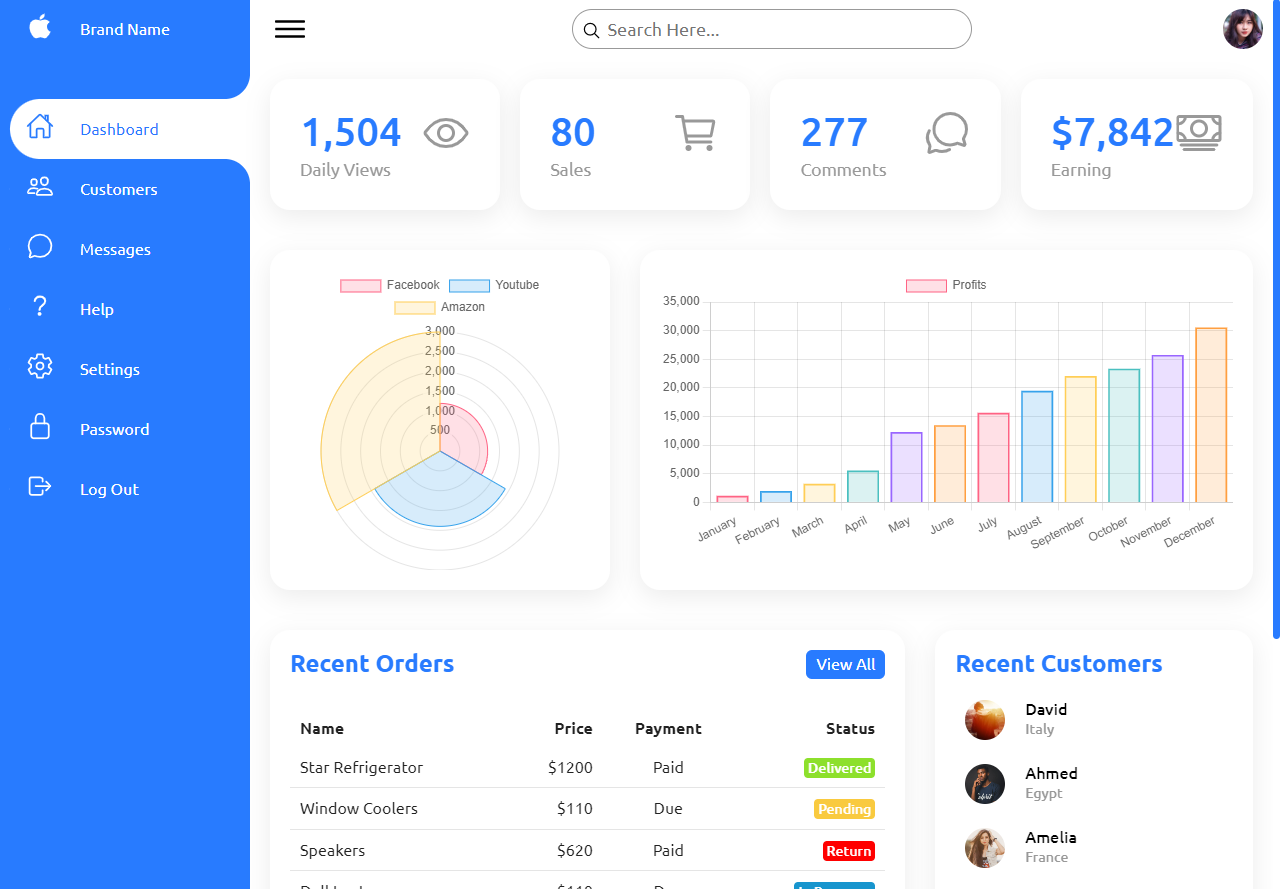 Brand Name
Search Here...
Dashboard
Customers
Messages
Help
Settings
Password
Log Out
1,504
Daily Views
80
Sales
277
Comments
$7,842
Earning
Facebook Youtube
Amazon
3,000
2,500
2,000
1,500
1,000
500
Profits
35,000
30,000
25,000
20,000
15,000
10,000
5,000
0
January February March April May June July August September October November December
Recent Orders
View All
Name Price Payment Status
Star Refrigerator $1200 Paid Delivered
Window Coolers $110 Due Pending
Speakers $620 Paid Return
Recent Customers
David
Italy
Ahmed
Egypt
Amelia
France